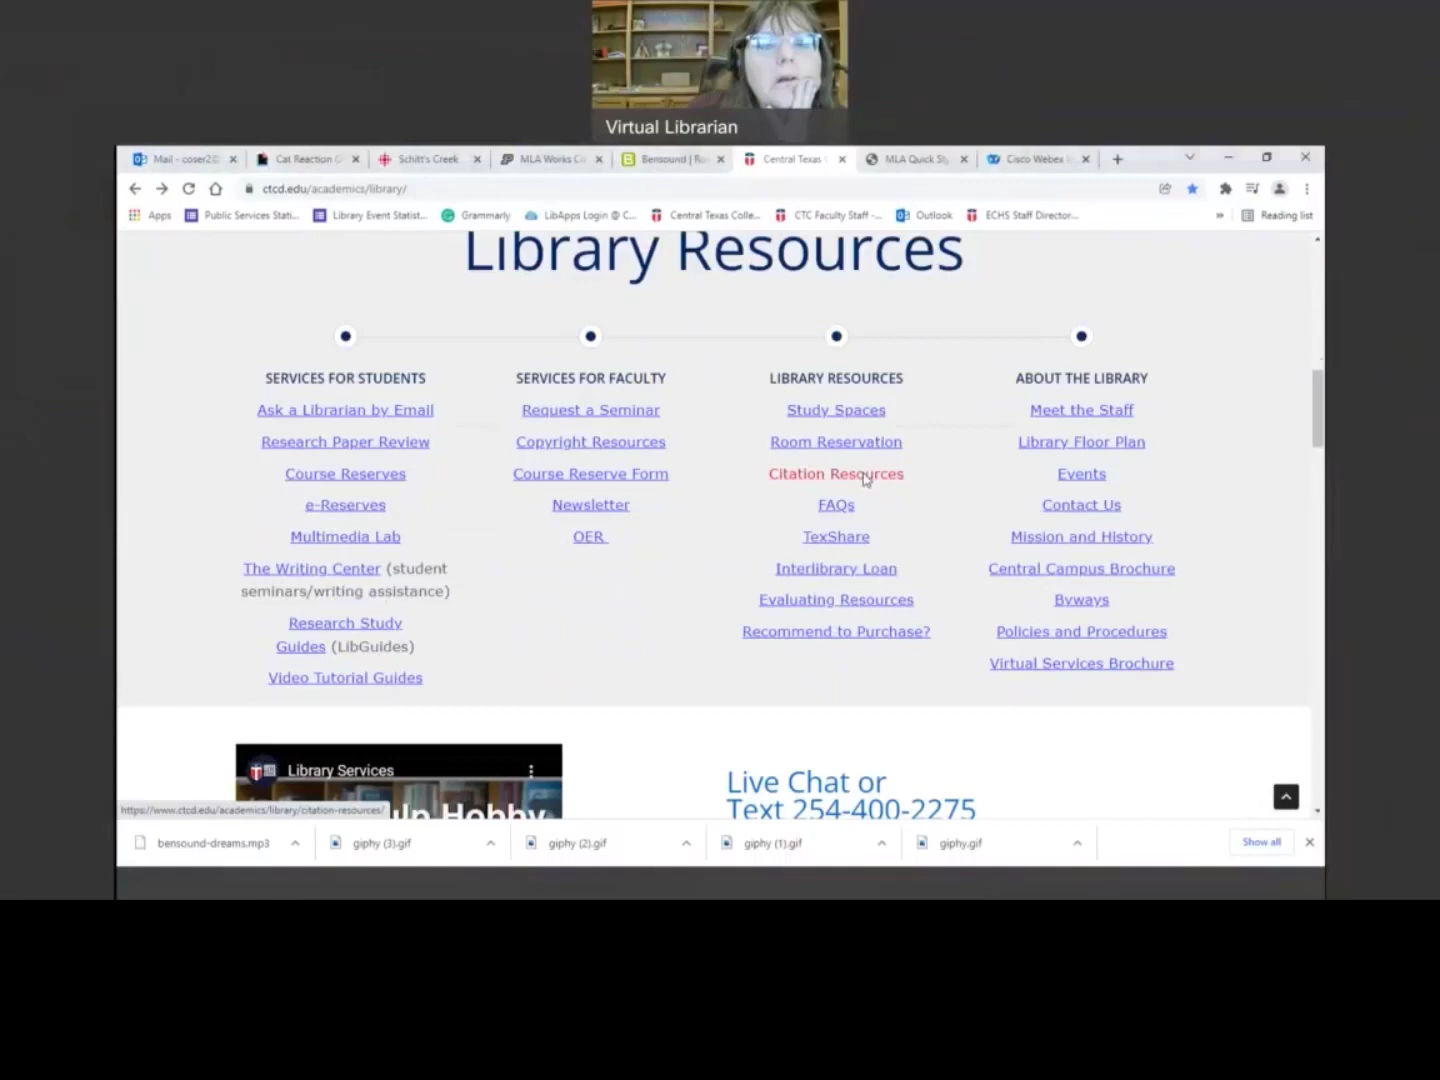 Virtual Librarian
Mail - coser2@
Cat Reaction G
Schitt's Creek
MLA Works Ci
Bensound | Ro
Central Texas
MLA Quick Sty
Cisco Webex
ctcd.edu/academics/library/
Apps
Public Services Stati...
Library Event Statist...
Grammarly
LibApps Login @ C...
Central Texas Colle...
CTC Faculty Staff -...
Outlook
ECHS Staff Director...
»
Reading list
Library Resources
SERVICES FOR STUDENTS
Ask a Librarian by Email
Research Paper Review
Course Reserves
e-Reserves
Multimedia Lab
The Writing Center (student
seminars/writing assistance)
Research Study
Guides (LibGuides)
Video Tutorial Guides
SERVICES FOR FACULTY
Request a Seminar
Copyright Resources
Course Reserve Form
Newsletter
OER
LIBRARY RESOURCES
Study Spaces
Room Reservation
Citation Resources
FAQs
TexShare
Interlibrary Loan
Evaluating Resources
Recommend to Purchase?
ABOUT THE LIBRARY
Meet the Staff
Library Floor Plan
Events
Contact Us
Mission and History
Central Campus Brochure
Byways
Policies and Procedures
Virtual Services Brochure
Library Services
Hobby
Live Chat or
Text 254-400-2275
https://www.ctcd.edu/academics/library/citation-resources/
bensound-dreams.mp3
giphy (3).gif
giphy (2).gif
giphy (1).gif
giphy.gif
Show all